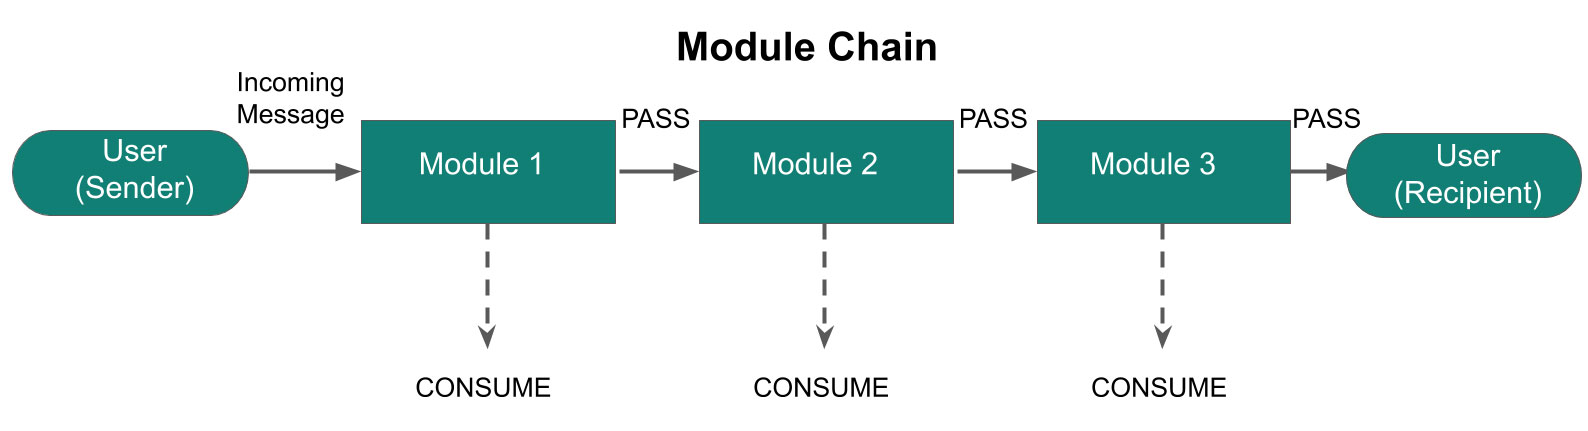 Module Chain
Incoming
Message
PASS
PASS
PASS
User
(Sender)
Module 1
Module 2
Module 3
User
(Recipient)
CONSUME
CONSUME
CONSUME